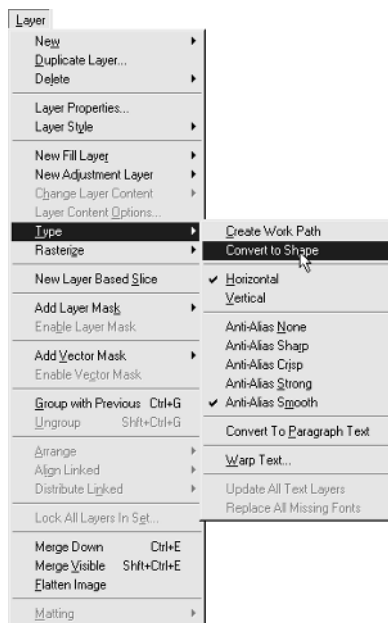 Layer
New
Duplicate Layer...
Delete
Layer Properties...
Layer Style
New Fill Layer
New Adjustment Layer
Change Layer Content
Layer Content Options...
Type
Rasterize
New Layer Based Slice
Add Layer Mask
Enable Layer Mask
Add Vector Mask
Enable Vector Mask
Group with Previous Ctrl+G
Ungroup Shft+Ctrl+G
Arrange
Align Linked
Distribute Linked
Lock All Layers In Set...
Merge Down Ctrl+E
Merge Visible Shft+Ctrl+E
Flatten Image
Matting
Create Work Path
Convert to Shape
Horizontal
Vertical
Anti-Alias None
Anti-Alias Sharp
Anti-Alias Crisp
Anti-Alias Strong
Anti-Alias Smooth
Convert To Paragraph Text
Warp Text...
Update All Text Layers
Replace All Missing Fonts